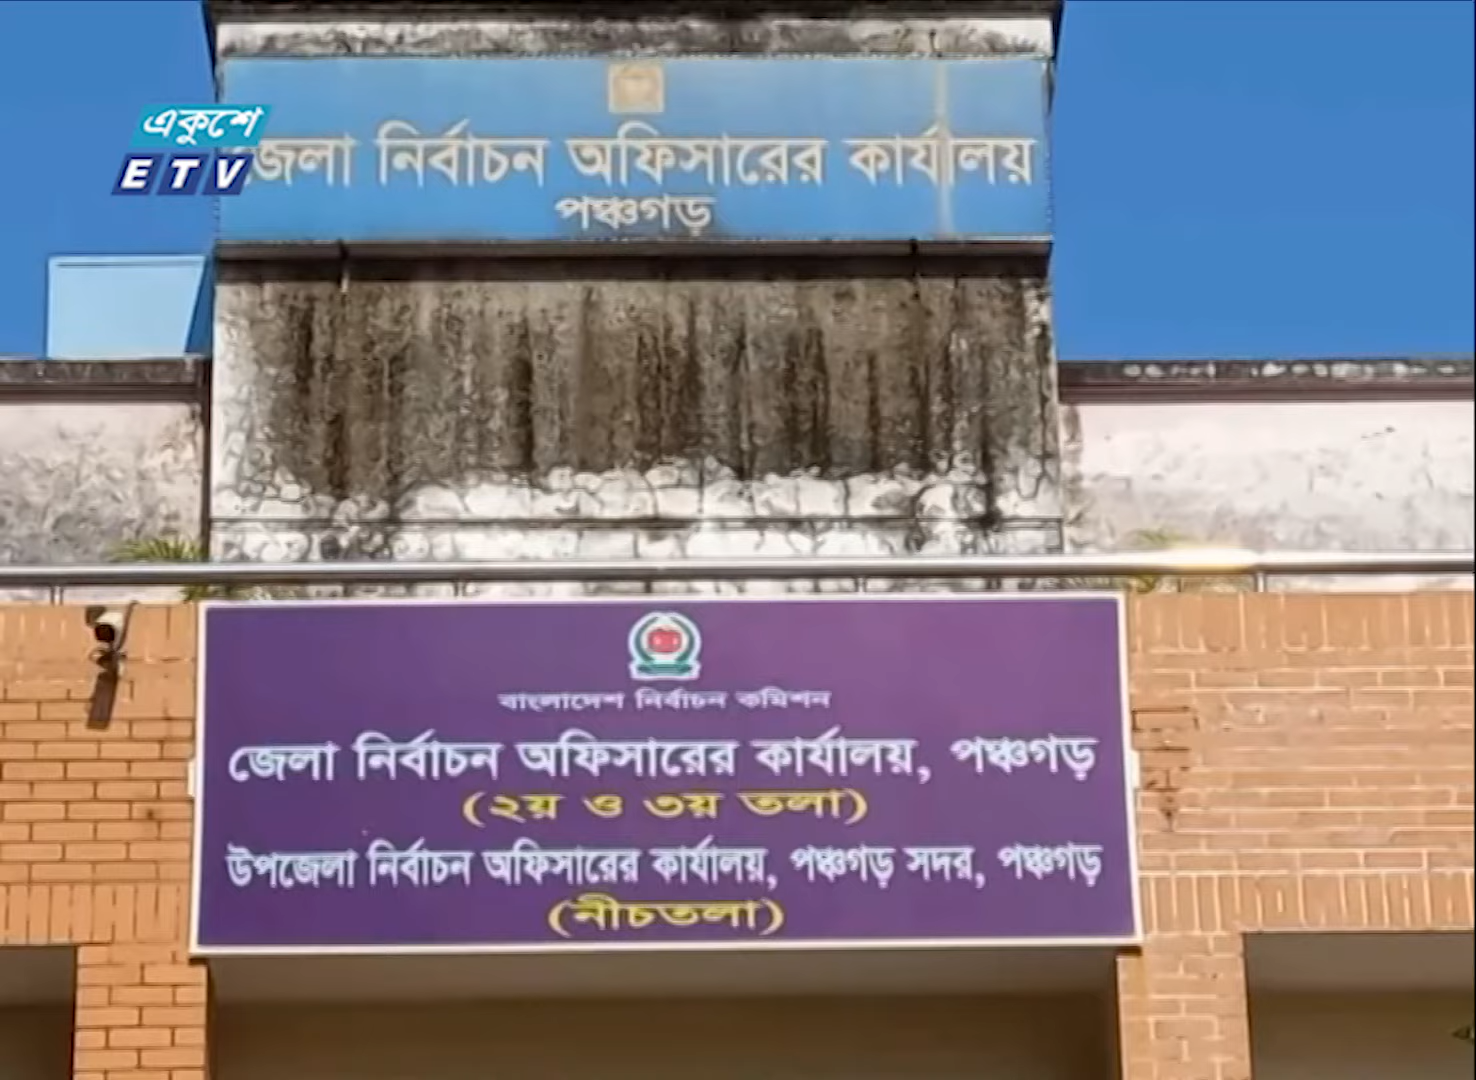 একুশে
ETV
জেলা নির্বাচন অফিসারের কার্যালয়
পঞ্চগড়
বাংলাদেশ নির্বাচন কমিশন
জেলা নির্বাচন অফিসারের কার্যালয়, পঞ্চগড়
(২য় ও ৩য় তলা)
উপজেলা নির্বাচন অফিসারের কার্যালয়, পঞ্চগড় সদর, পঞ্চগড়
(নীচতলা)